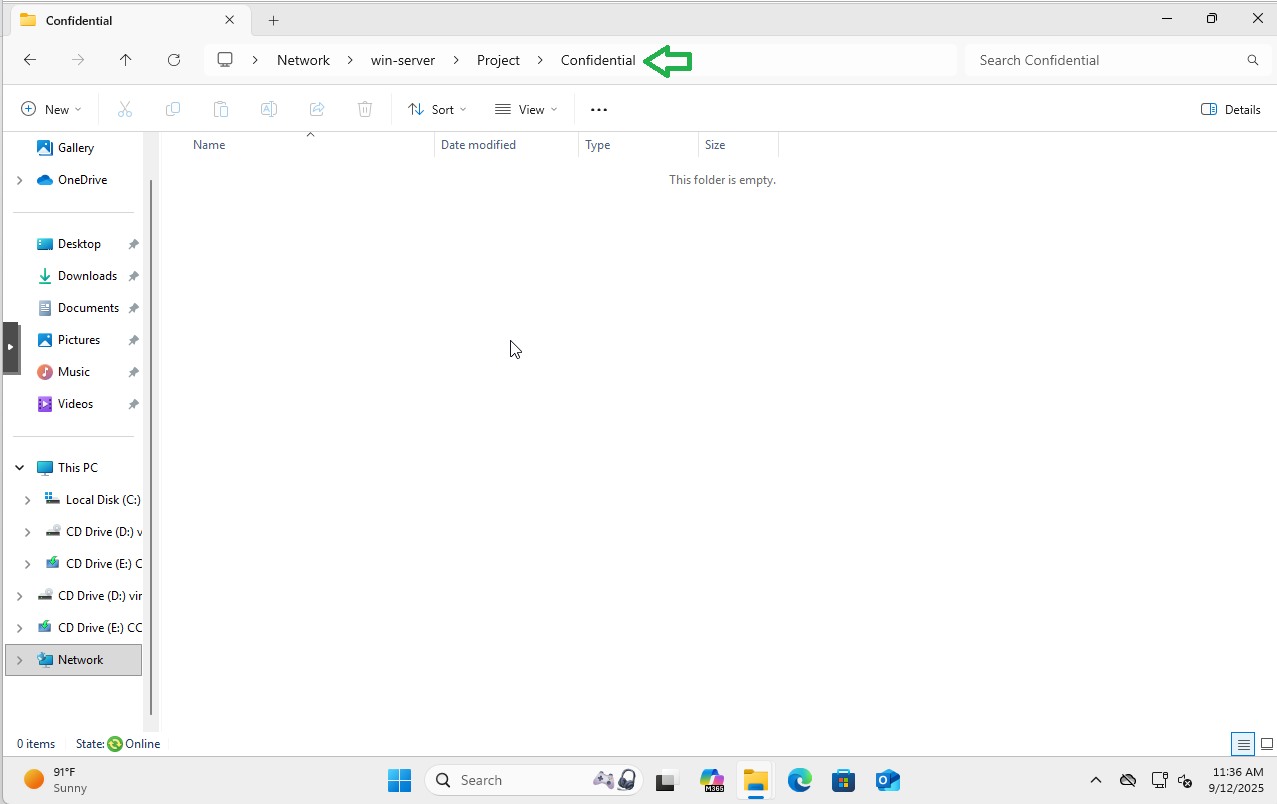 Confidential
Network > win-server > Project > Confidential
Search Confidential
New
Sort
View
Details
Name
Date modified
Type
Size
This folder is empty.
Gallery
OneDrive
Desktop
Downloads
Documents
Pictures
Music
Videos
This PC
Local Disk (C:)
CD Drive (D:) v
CD Drive (E:) C
CD Drive (D:) vir
CD Drive (E:) CC
Network
0 items
State: Online
91°F
Sunny
Search
M365
11:36 AM
9/12/2025